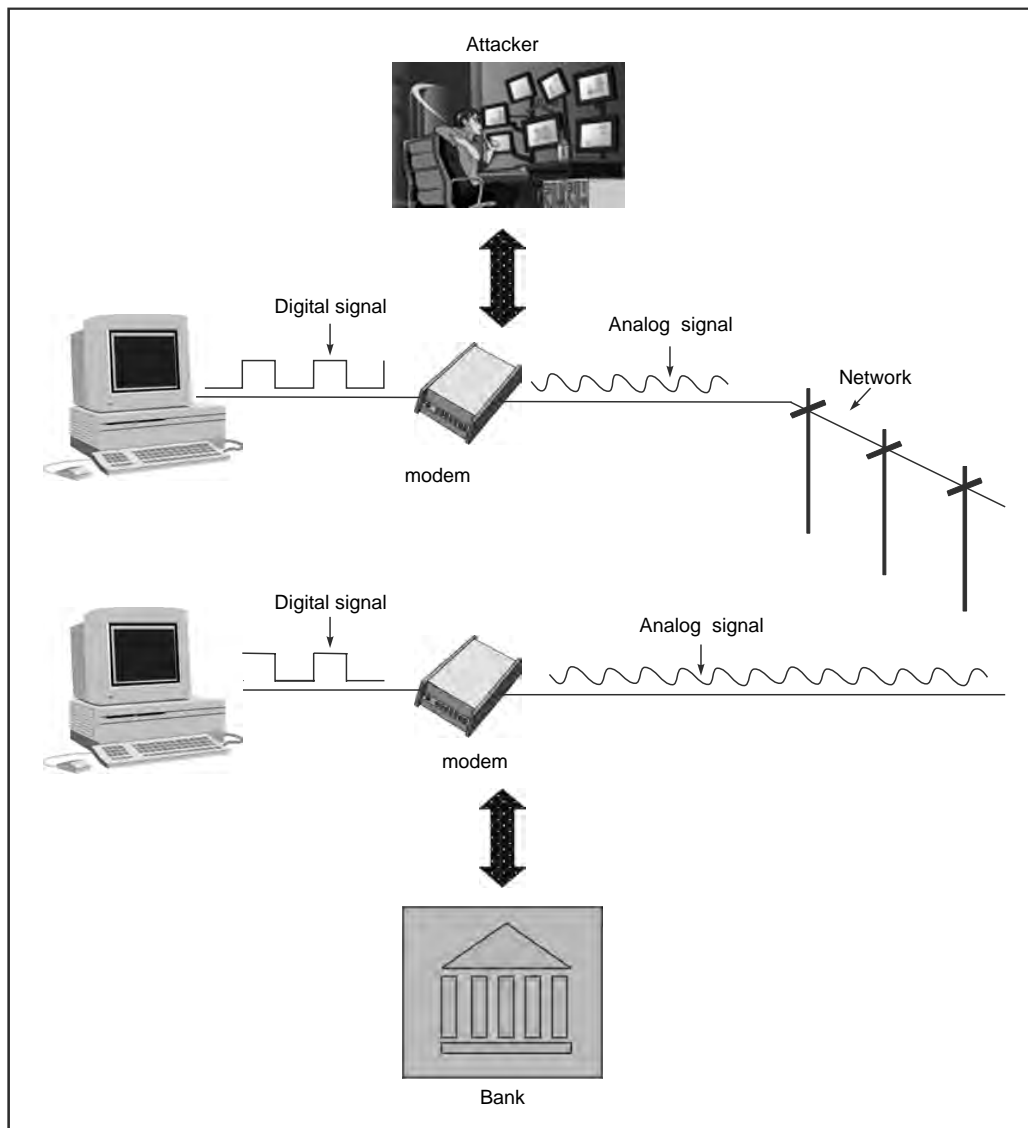 Attacker
Digital signal
Analog signal
Network
modem
Digital signal
Analog signal
modem
Bank